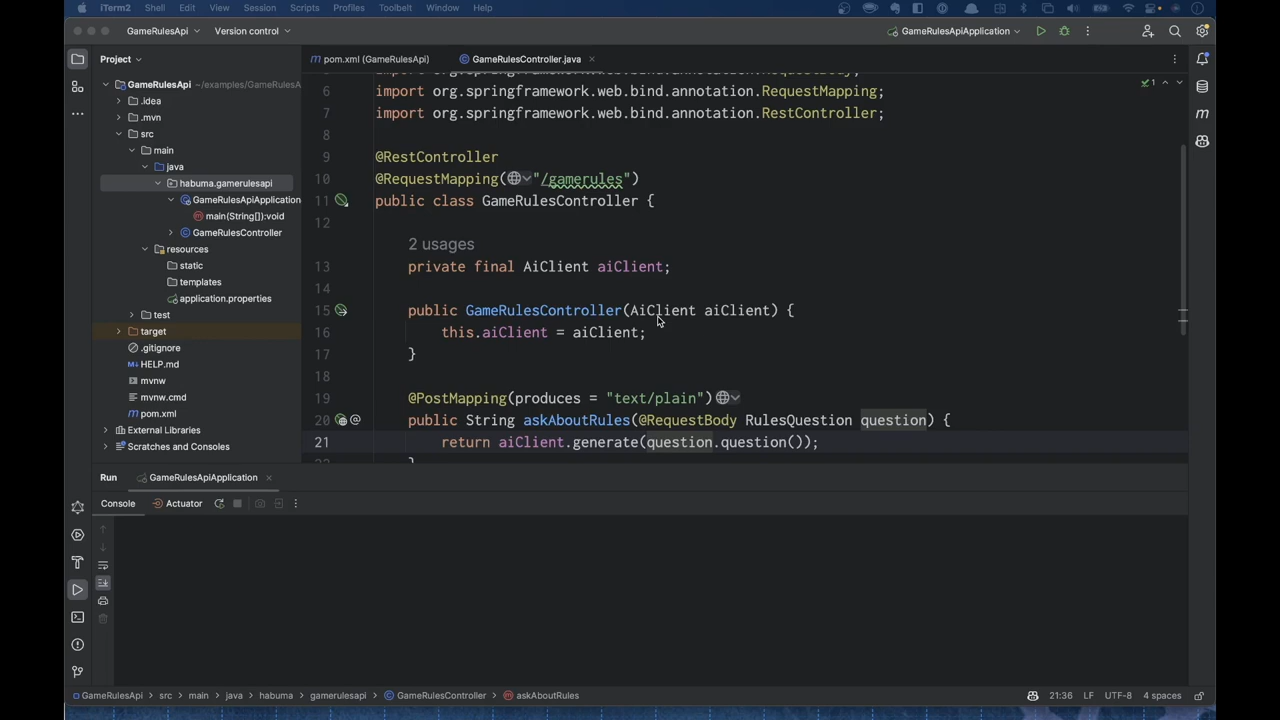 iTerm2 Shell Edit View Session Scripts Profiles Toolbelt Window Help
GameRulesApi Version control GameRulesApiApplication
Project pom.xml (GameRulesApi) GameRulesController.java
GameRulesApi ~/examples/GameRulesA
.idea
.mvn
src
main
java
habuma.gamerulesapi
GameRulesApiApplication
main(String[]):void
GameRulesController
resources
static
templates
application.properties
test
target
.gitignore
HELP.md
mvnw
mvnw.cmd
pom.xml
External Libraries
Scratches and Consoles
6 import org.springframework.web.bind.annotation.RequestMapping;
7 import org.springframework.web.bind.annotation.RestController;
8
9 @RestController
10 @RequestMapping("/gamerules")
11 public class GameRulesController {
12
2 usages
13 private final AiClient aiClient;
14
15 public GameRulesController(AiClient aiClient) {
16 this.aiClient = aiClient;
17 }
18
19 @PostMapping(produces = "text/plain")
20 public String askAboutRules(@RequestBody RulesQuestion question) {
21 return aiClient.generate(question.question());
1
Run GameRulesApiApplication
Console Actuator
GameRulesApi src main java habuma gamerulesapi GameRulesController askAboutRules 21:36 LF UTF-8 4 spaces